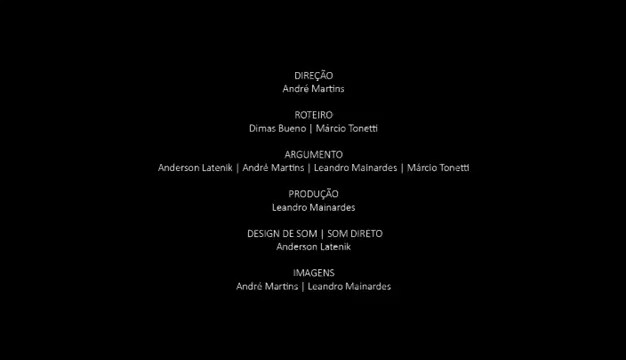 DIREÇÃO
André Martins
ROTEIRO
Dimas Bueno | Márcio Tonetti
ARGUMENTO
Anderson Latenik | André Martins | Leandro Mainardes | Márcio Tonetti
PRODUÇÃO
Leandro Mainardes
DESIGN DE SOM | SOM DIRETO
Anderson Latenik
IMAGENS
André Martins | Leandro Mainardes